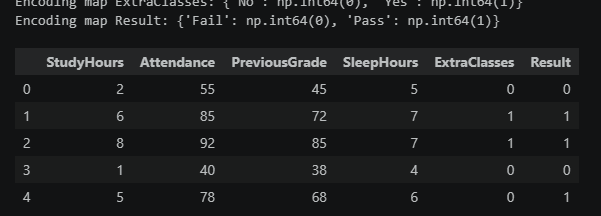 Encoding map ExtraClasses: {'No': np.int64(0), 'Yes': np.int64(1)}
Encoding map Result: {'Fail': np.int64(0), 'Pass': np.int64(1)}
StudyHours Attendance PreviousGrade SleepHours ExtraClasses Result
0 2 55 45 5 0 0
1 6 85 72 7 1 1
2 8 92 85 7 1 1
3 1 40 38 4 0 0
4 5 78 68 6 0 1